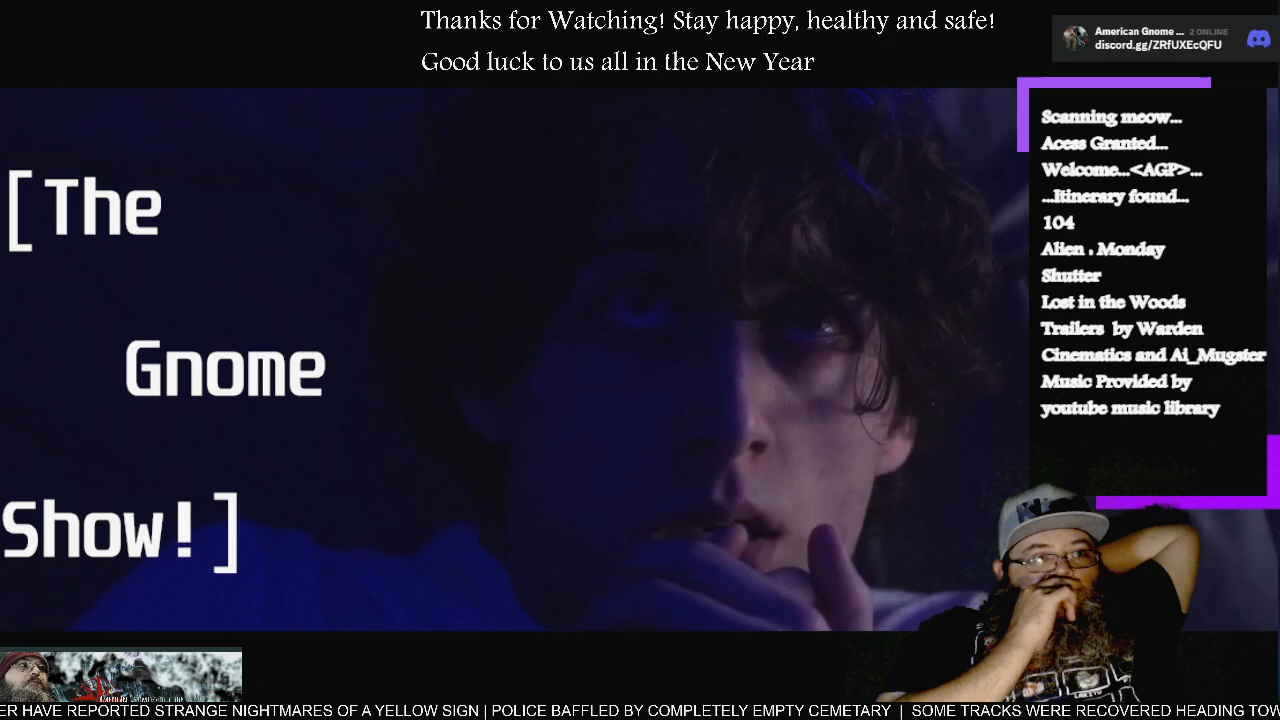 Thanks for Watching! Stay happy, healthy and safe!
Good luck to us all in the New Year
American Gnome ... 2 ONLINE
discord.gg/ZRfUXEcQFU
[The
Gnome
Show!]
Scanning meow...
Acess Granted...
Welcome...<AGP>...
...Itinerary found...
104
Alien . Monday
Shutter
Lost in the Woods
Trailers by Warden
Cinematics and Ai_Mugster
Music Provided by
youtube music library
ER HAVE REPORTED STRANGE NIGHTMARES OF A YELLOW SIGN | POLICE BAFFLED BY COMPLETELY EMPTY CEMETARY | SOME TRACKS WERE RECOVERED HEADING TOW